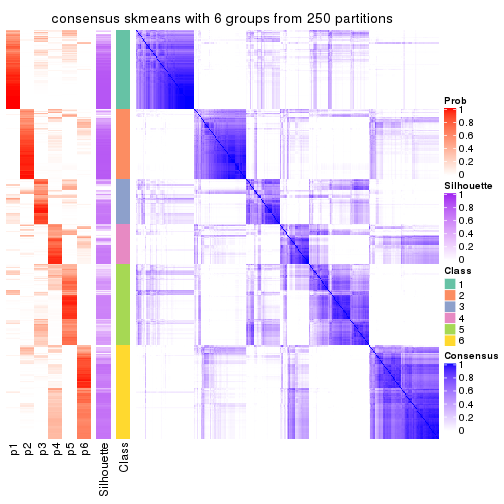 consensus skmeans with 6 groups from 250 partitions
Prob
1
0.8
0.6
0.4
0.2
0
Silhouette
1
0.8
0.6
0.4
0.2
0
Class
1
2
3
4
5
6
Consensus
1
0.8
0.6
0.4
0.2
0
p1
p2
p3
p4
p5
p6
Silhouette
Class